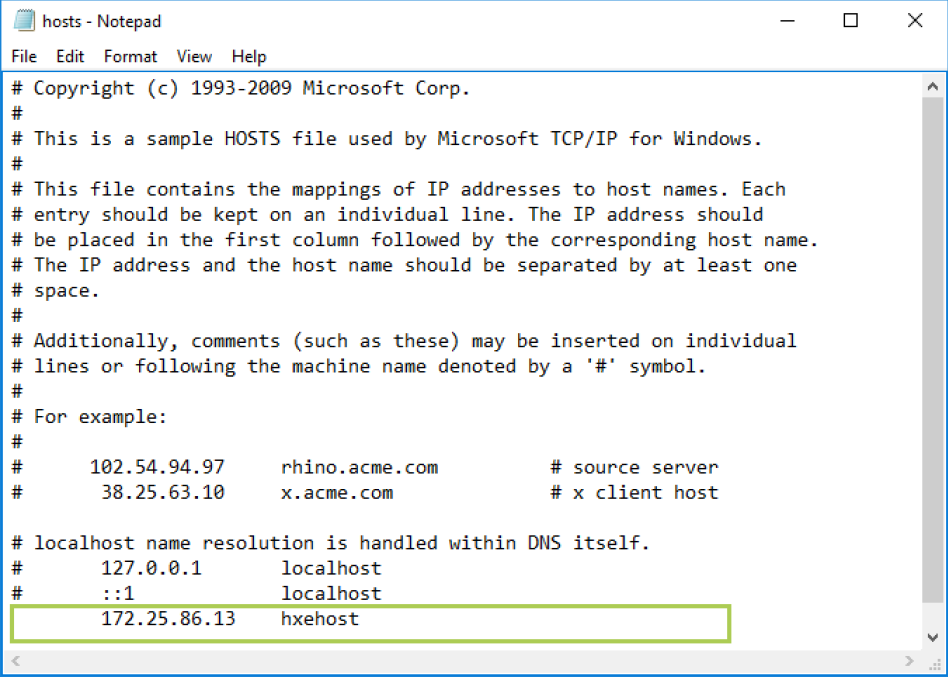 hosts - Notepad
File Edit Format View Help
# Copyright (c) 1993-2009 Microsoft Corp.
#
# This is a sample HOSTS file used by Microsoft TCP/IP for Windows.
#
# This file contains the mappings of IP addresses to host names. Each
# entry should be kept on an individual line. The IP address should
# be placed in the first column followed by the corresponding host name.
# The IP address and the host name should be separated by at least one
# space.
#
# Additionally, comments (such as these) may be inserted on individual
# lines or following the machine name denoted by a '#' symbol.
#
# For example:
#
#      102.54.94.97     rhino.acme.com          # source server
#       38.25.63.10     x.acme.com              # x client host

# localhost name resolution is handled within DNS itself.
#       127.0.0.1       localhost
#       ::1             localhost
        172.25.86.13    hxehost